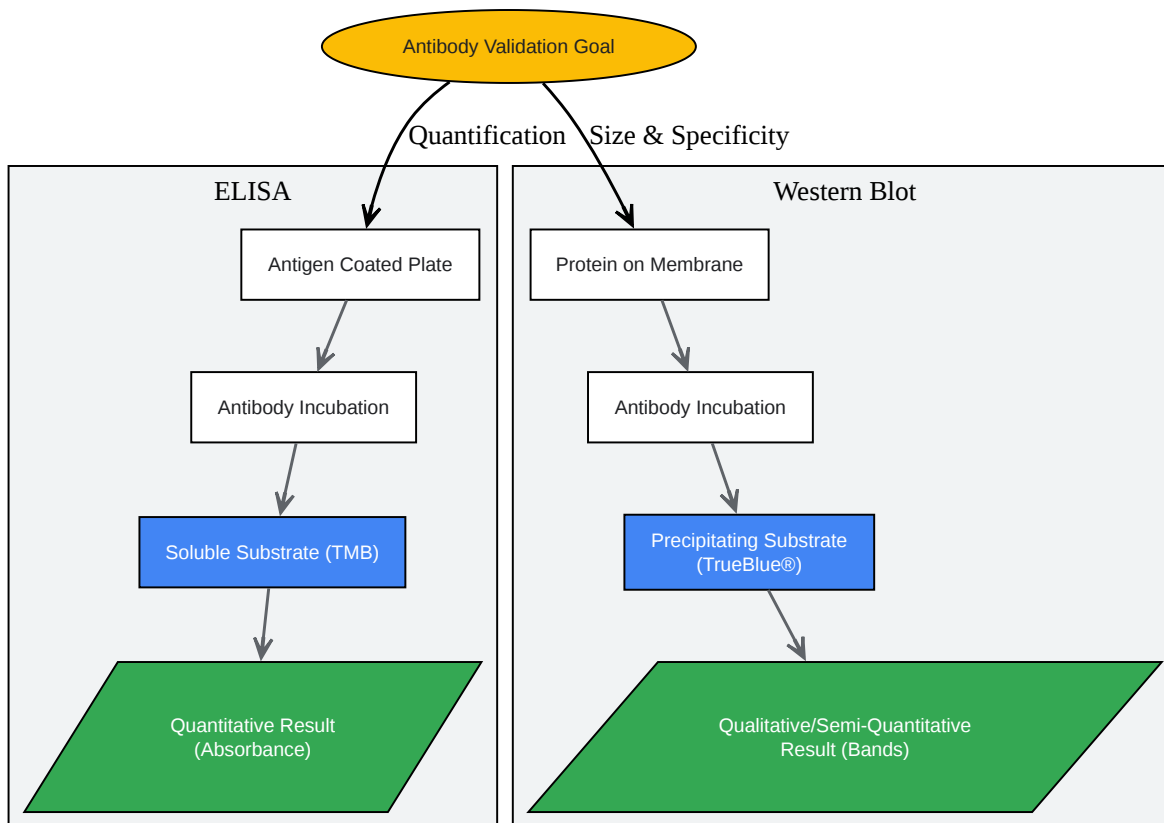 Antibody Validation Goal
Quantification
Size & Specificity
ELISA
Western Blot
Antigen Coated Plate
Protein on Membrane
Antibody Incubation
Antibody Incubation
Soluble Substrate (TMB)
Precipitating Substrate
(TrueBlue®)
Quantitative Result
(Absorbance)
Qualitative/Semi-Quantitative
Result (Bands)